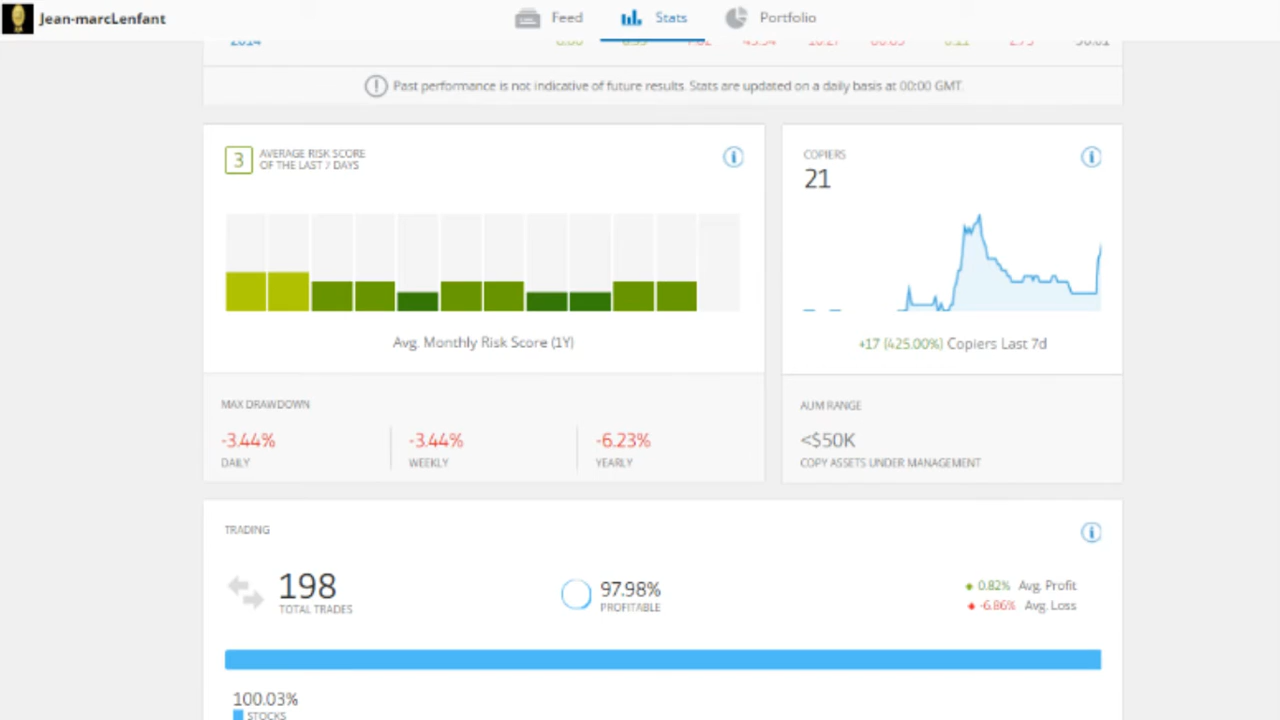 Jean-marcLenfant
Feed
Stats
Portfolio
Past performance is not indicative of future results. Stats are updated on a daily basis at 00:00 GMT.
3
AVERAGE RISK SCORE
OF THE LAST 7 DAYS
Avg. Monthly Risk Score (1Y)
MAX DRAWDOWN
-3.44%
DAILY
-3.44%
WEEKLY
-6.23%
YEARLY
COPIERS
21
+17 (425.00%) Copiers Last 7d
AUM RANGE
<$50K
COPY ASSETS UNDER MANAGEMENT
TRADING
198
TOTAL TRADES
97.98%
PROFITABLE
0.82% Avg. Profit
-6.86% Avg. Loss
100.03%
STOCKS